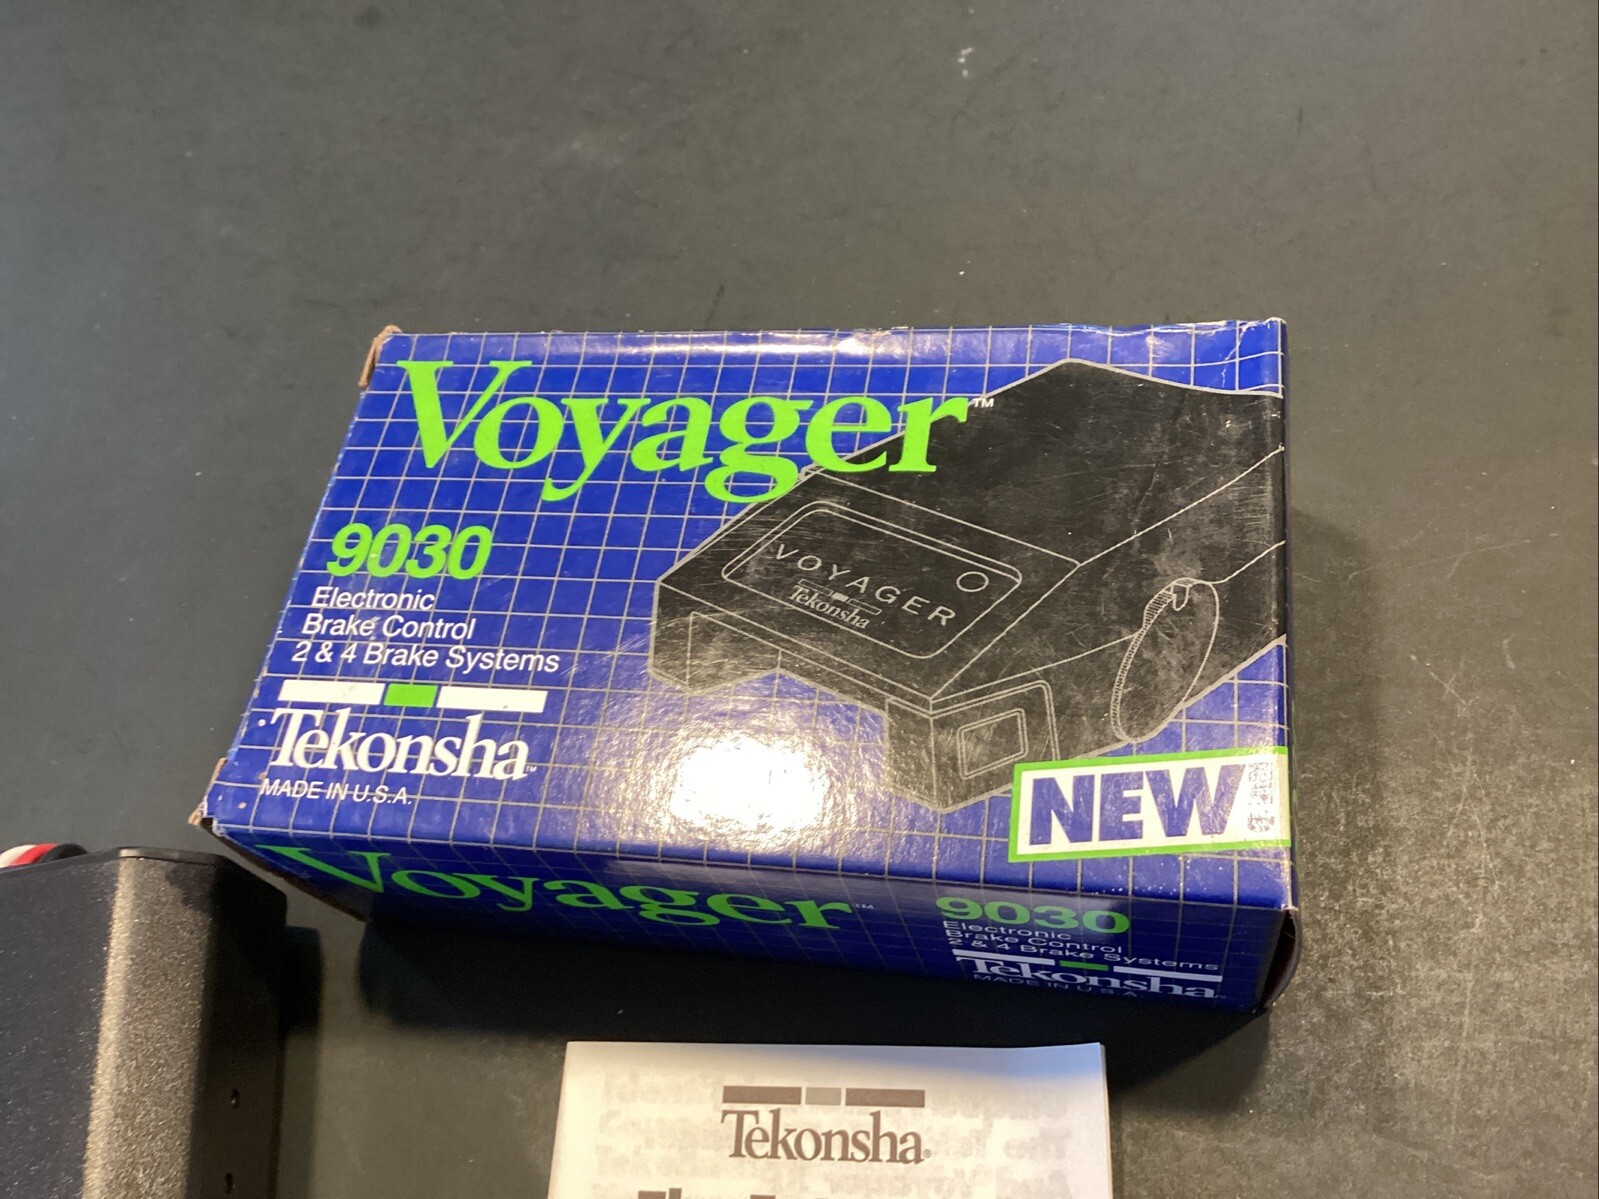 Voyager™
9030
Electronic
Brake Control
2 & 4 Brake Systems
Tekonsha™
MADE IN U.S.A.
VOYAGER
Tekonsha
NEW!
Voyager™
9030
Electronic
Brake Control
2 & 4 Brake Systems
Tekonsha
MADE IN U.S.A.
Tekonsha®